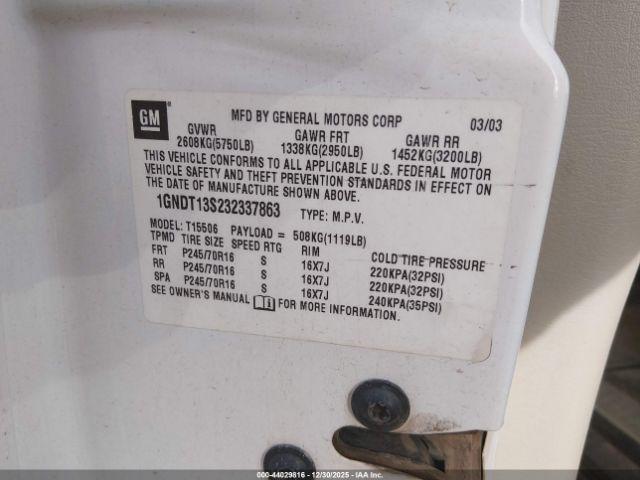 GM
MFD BY GENERAL MOTORS CORP 03/03
GVWR GAWR FRT GAWR RR
2608KG(5750LB) 1338KG(2950LB) 1452KG(3200LB)
THIS VEHICLE CONFORMS TO ALL APPLICABLE U.S. FEDERAL MOTOR
VEHICLE SAFETY AND THEFT PREVENTION STANDARDS IN EFFECT ON
THE DATE OF MANUFACTURE SHOWN ABOVE.
1GNDT13S232337863 TYPE: M.P.V.
MODEL: T15506 PAYLOAD = 508KG(1119LB)
TPMD TIRE SIZE SPEED RTG RIM COLD TIRE PRESSURE
FRT P245/70R16 S 16X7J 220KPA(32PSI)
RR P245/70R16 S 16X7J 220KPA(32PSI)
SPA P245/70R16 S 16X7J 240KPA(35PSI)
SEE OWNER'S MANUAL FOR MORE INFORMATION.
000-44029816 - 12/30/2025 - IAA Inc.